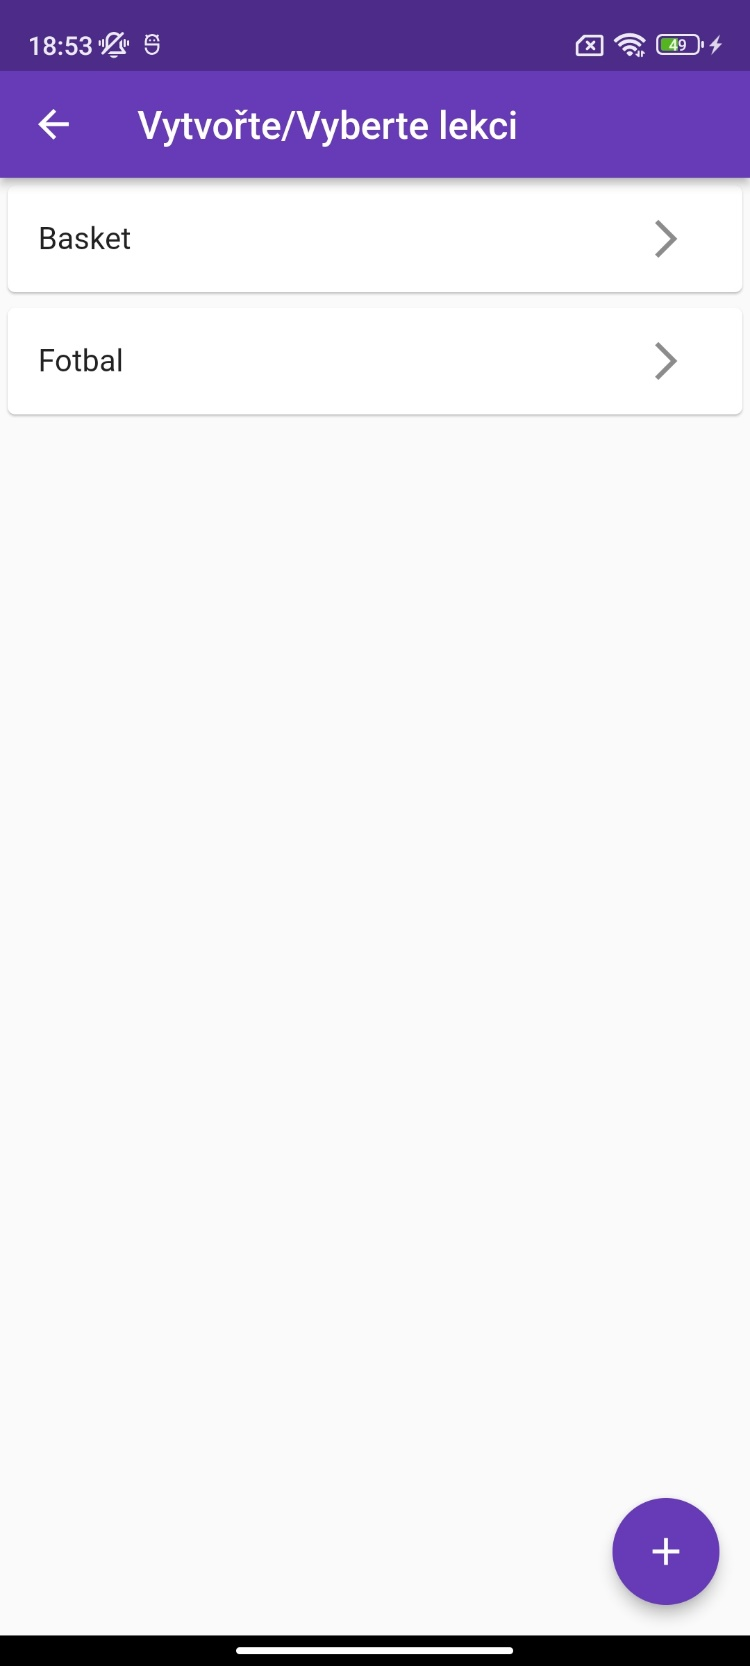 18:53
49
Vytvořte/Vyberte lekci
Basket
Fotbal